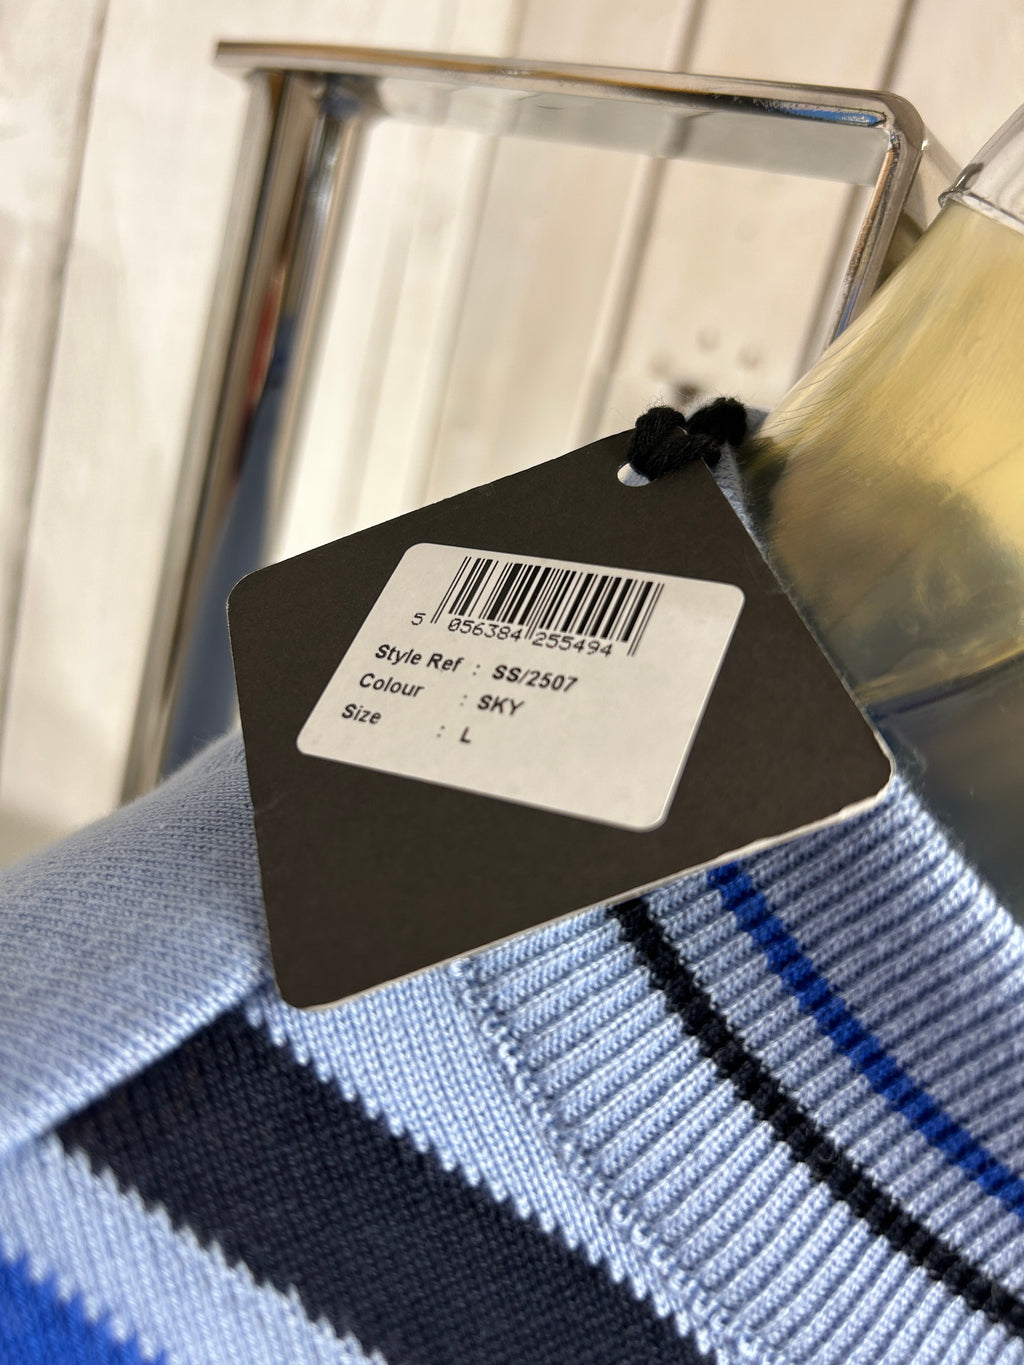 5 056384 255494
Style Ref : SS/2507
Colour : SKY
Size : L